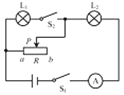 L₁ L₂
S₂
P
a R b
S₁ A